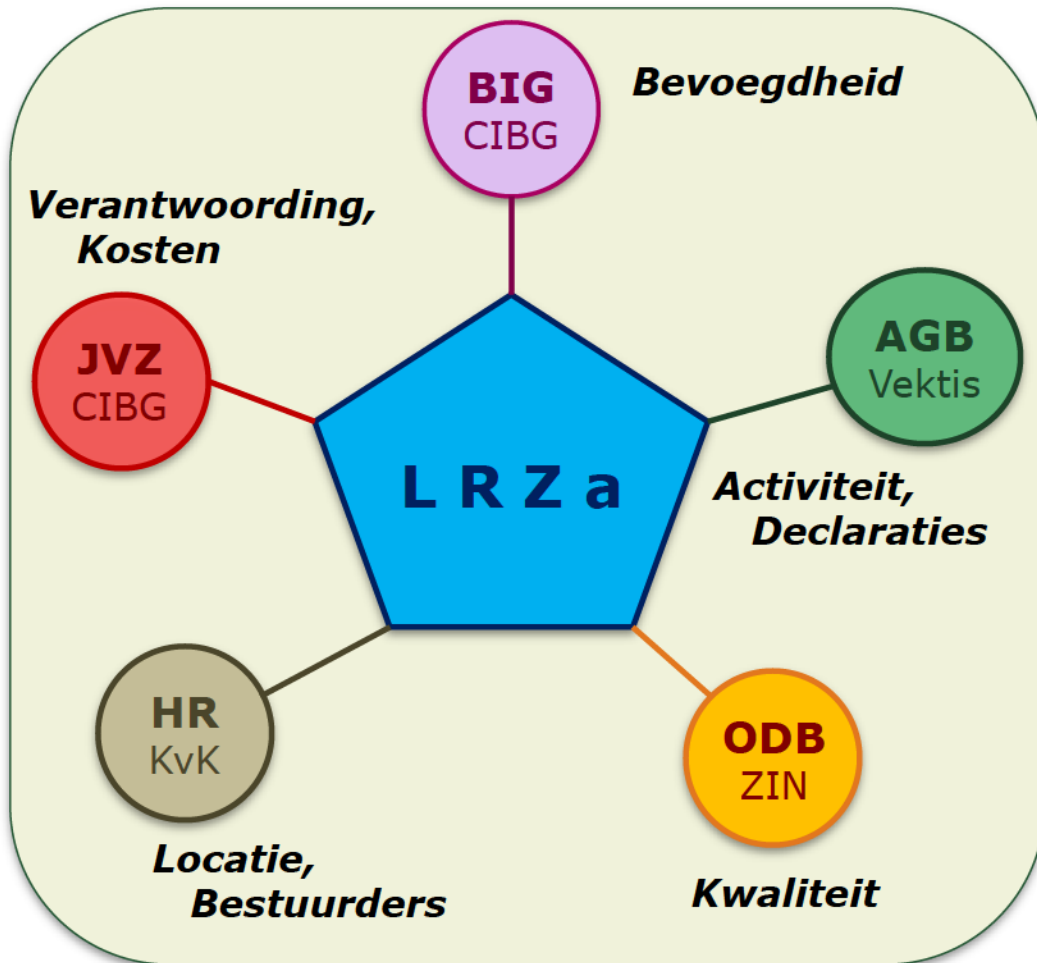 BIG
CIBG
Bevoegdheid
Verantwoording,
Kosten
JVZ
CIBG
AGB
Vektis
L R Z a
Activiteit,
Declaraties
HR
KvK
ODB
ZIN
Locatie,
Bestuurders
Kwaliteit